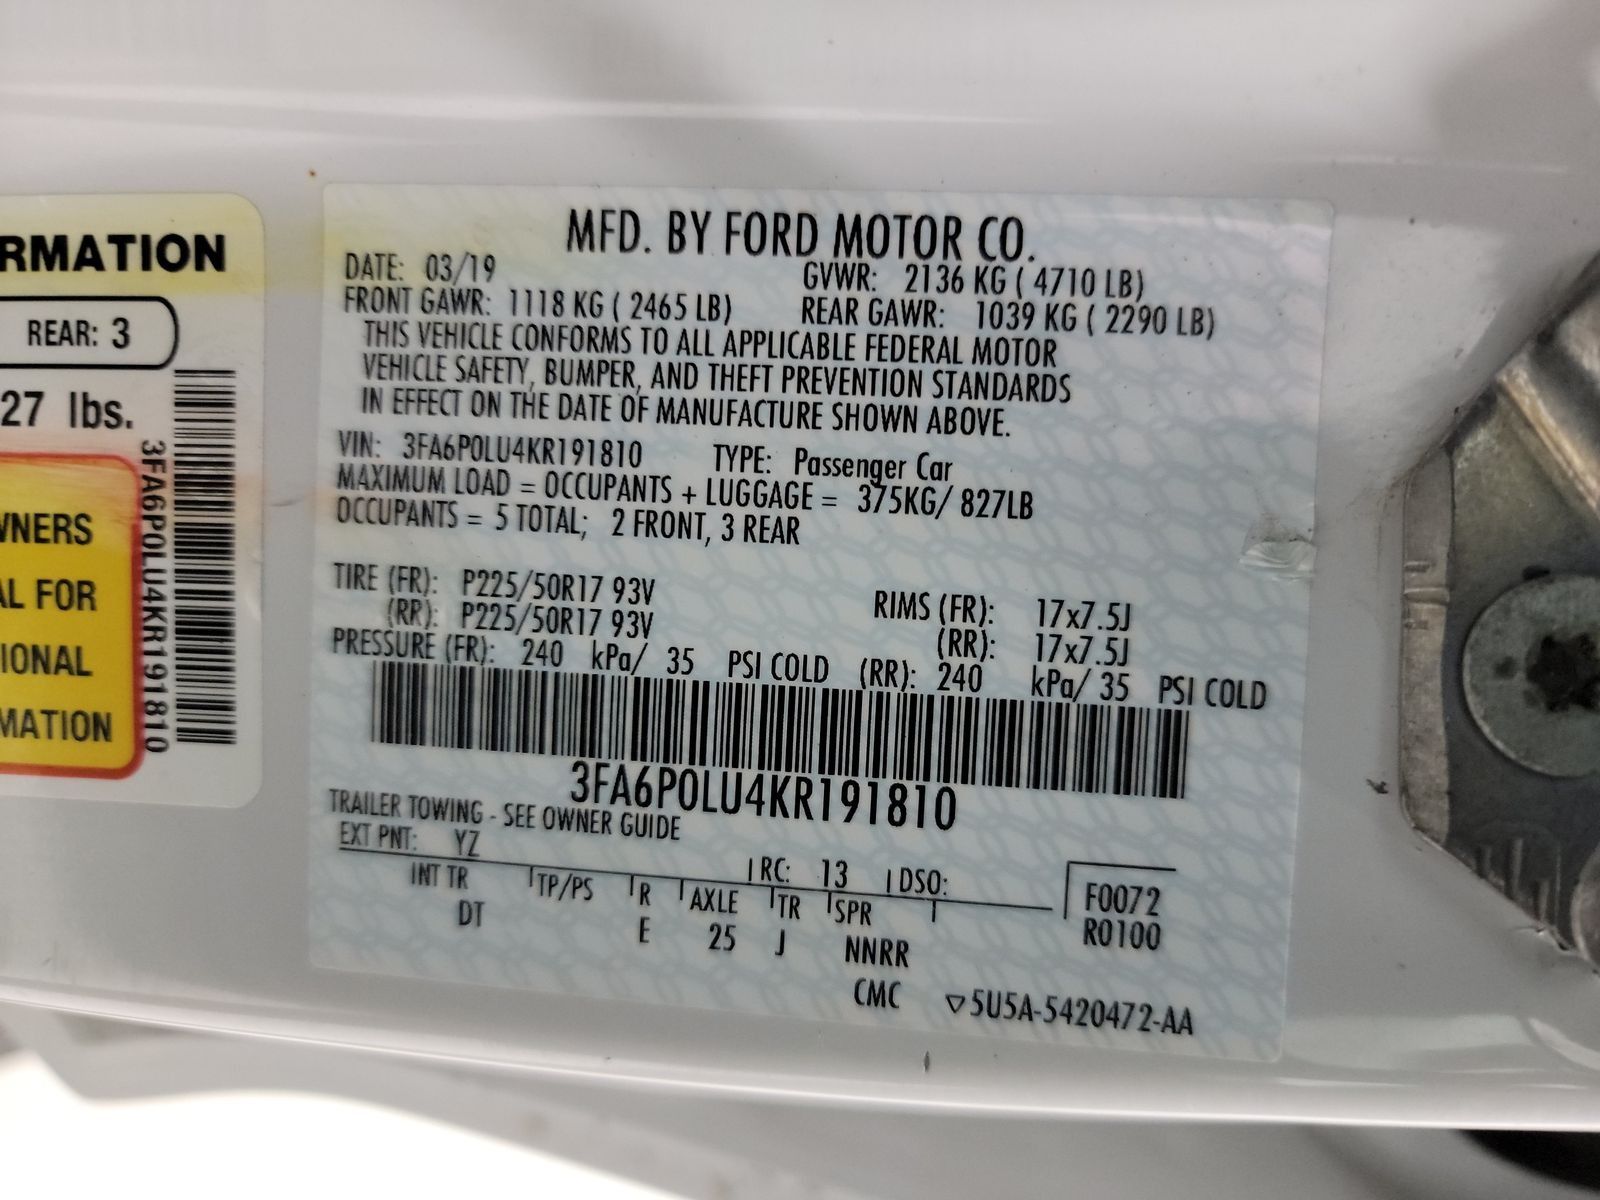 RMATION
REAR: 3
27 lbs.
WNERS
AL FOR
IONAL
MATION
3FA6P0LU4KR191810
MFD. BY FORD MOTOR CO.
DATE: 03/19 GVWR: 2136 KG ( 4710 LB)
FRONT GAWR: 1118 KG ( 2465 LB) REAR GAWR: 1039 KG ( 2290 LB)
THIS VEHICLE CONFORMS TO ALL APPLICABLE FEDERAL MOTOR
VEHICLE SAFETY, BUMPER, AND THEFT PREVENTION STANDARDS
IN EFFECT ON THE DATE OF MANUFACTURE SHOWN ABOVE.
VIN: 3FA6P0LU4KR191810 TYPE: Passenger Car
MAXIMUM LOAD = OCCUPANTS + LUGGAGE = 375KG/ 827LB
OCCUPANTS = 5 TOTAL; 2 FRONT, 3 REAR
TIRE (FR): P225/50R17 93V RIMS (FR): 17x7.5J
(RR): P225/50R17 93V (RR): 17x7.5J
PRESSURE (FR): 240 kPa/ 35 PSI COLD (RR): 240 kPa/ 35 PSI COLD
3FA6P0LU4KR191810
TRAILER TOWING - SEE OWNER GUIDE
EXT PNT: YZ RC: 13 DSO:
INT TR TP/PS R AXLE TR SPR F0072
DT E 25 J NNRR R0100
CMC ▽5U5A-5420472-AA